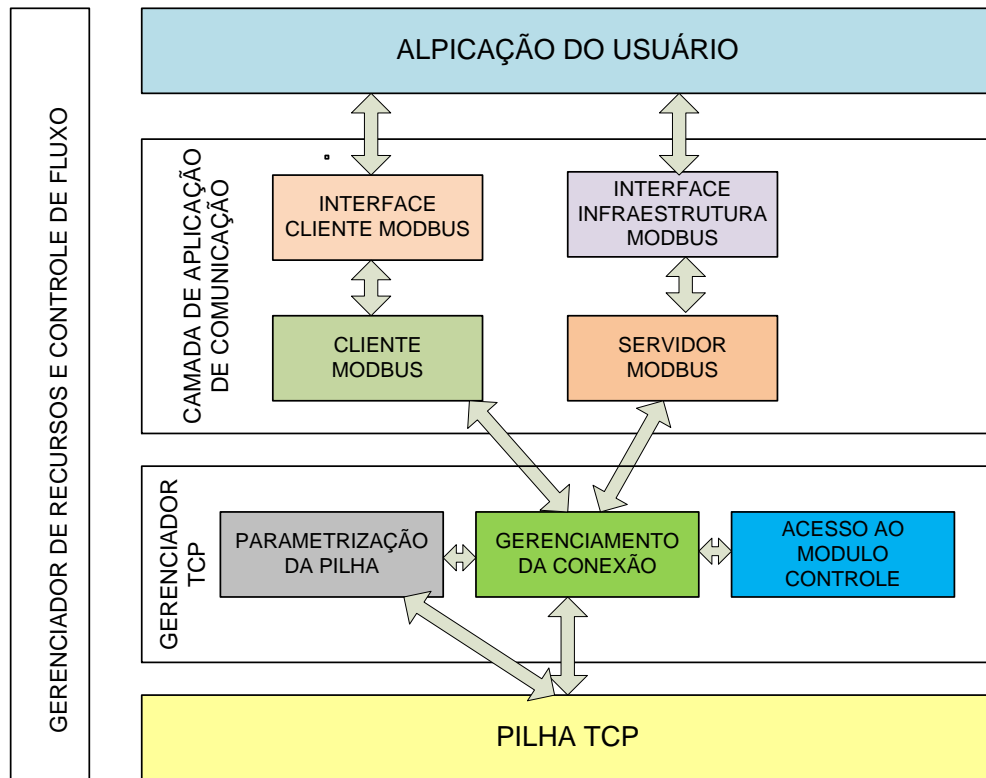 GERENCIADOR DE RECURSOS E CONTROLE DE FLUXO
ALPICAÇÃO DO USUÁRIO
CAMADA DE APLICAÇÃO
DE COMUNICAÇÃO
INTERFACE
CLIENTE MODBUS
INTERFACE
INFRAESTRUTURA
MODBUS
CLIENTE
MODBUS
SERVIDOR
MODBUS
GERENCIADOR
TCP
PARAMETRIZAÇÃO
DA PILHA
GERENCIAMENTO
DA CONEXÃO
ACESSO AO
MODULO
CONTROLE
PILHA TCP